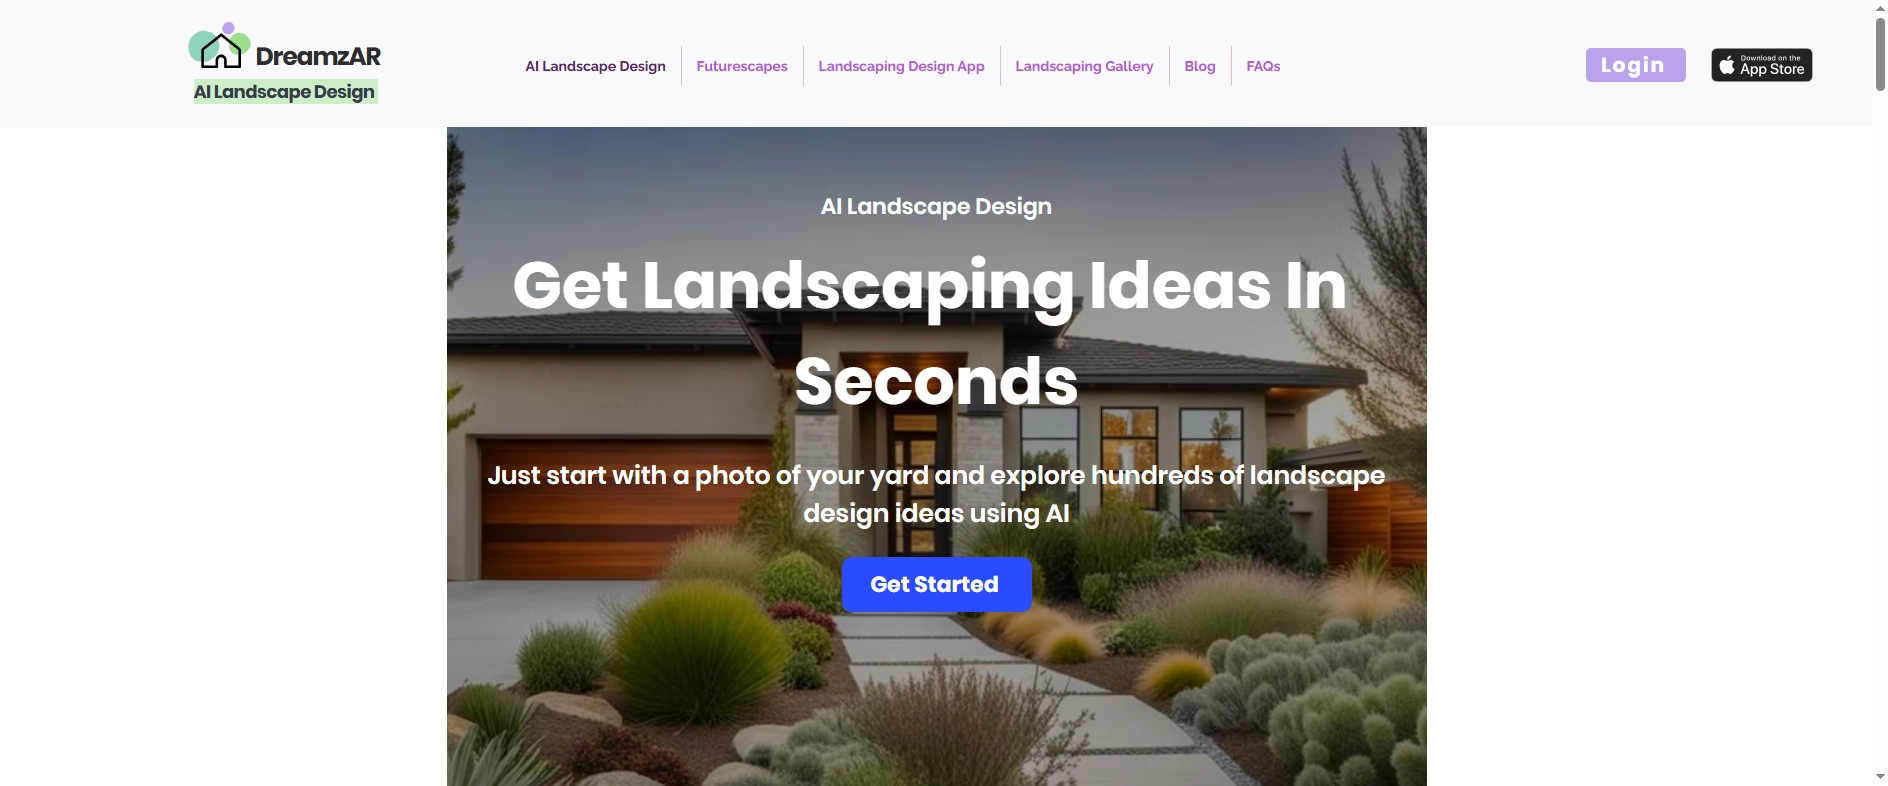 DreamzAR
AI Landscape Design
AI Landscape Design
Futurescapes
Landscaping Design App
Landscaping Gallery
Blog
FAQs
Login
Download on the
App Store
AI Landscape Design
Get Landscaping Ideas In
Seconds
Just start with a photo of your yard and explore hundreds of landscape
design ideas using AI
Get Started